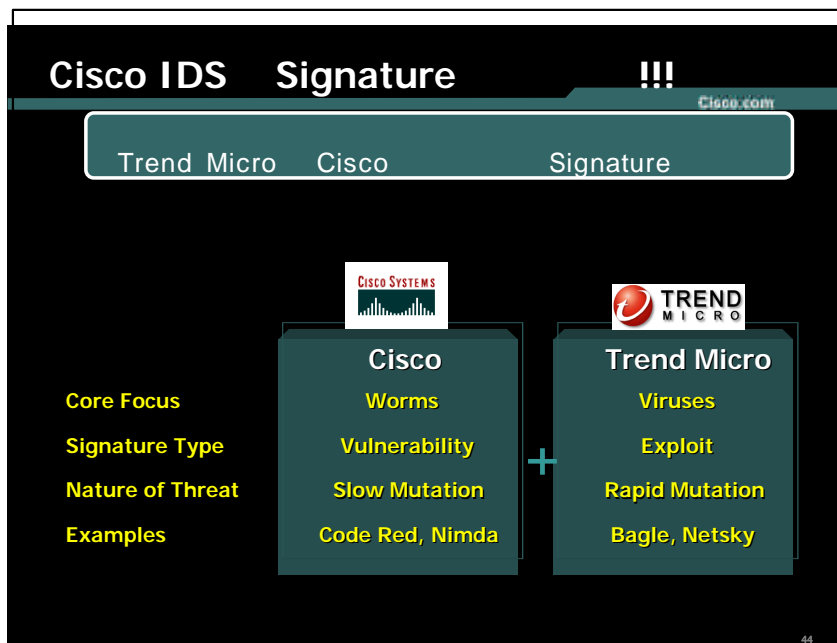 Cisco IDS Signature !!!
Cisco.com
Trend Micro Cisco Signature
CISCO SYSTEMS
TREND
MICRO
Cisco Trend Micro
Core Focus Worms Viruses
Signature Type Vulnerability + Exploit
Nature of Threat Slow Mutation Rapid Mutation
Examples Code Red, Nimda Bagle, Netsky
44